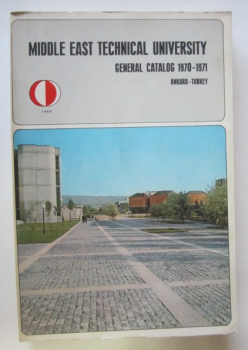 MIDDLE EAST TECHNICAL UNIVERSITY
GENERAL CATALOG 1970-1971
ANKARA-TURKEY